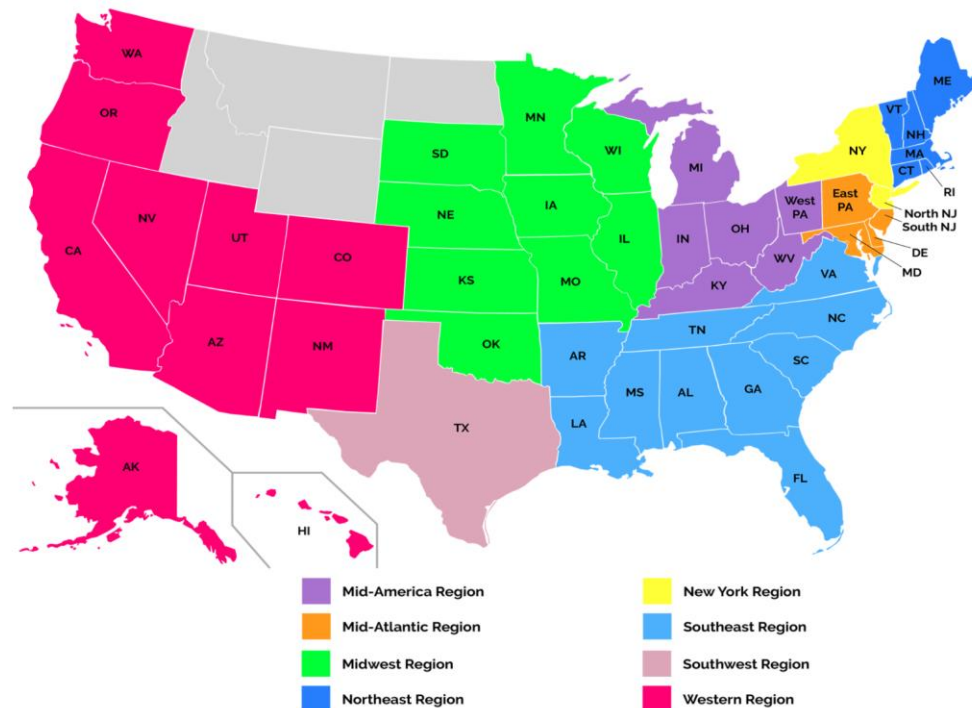 WA
ME
OR
VT
MN
NH
NY
WI
MA
SD
MI
CT
RI
East
PA
West
PA
IA
North NJ
South NJ
NE
NV
OH
IL
IN
UT
DE
CA
CO
WV
MD
VA
KS
MO
KY
NC
TN
AZ
NM
OK
AR
SC
MS
AL
GA
TX
LA
AK
FL
HI
Mid-America Region
Mid-Atlantic Region
Midwest Region
Northeast Region
New York Region
Southeast Region
Southwest Region
Western Region